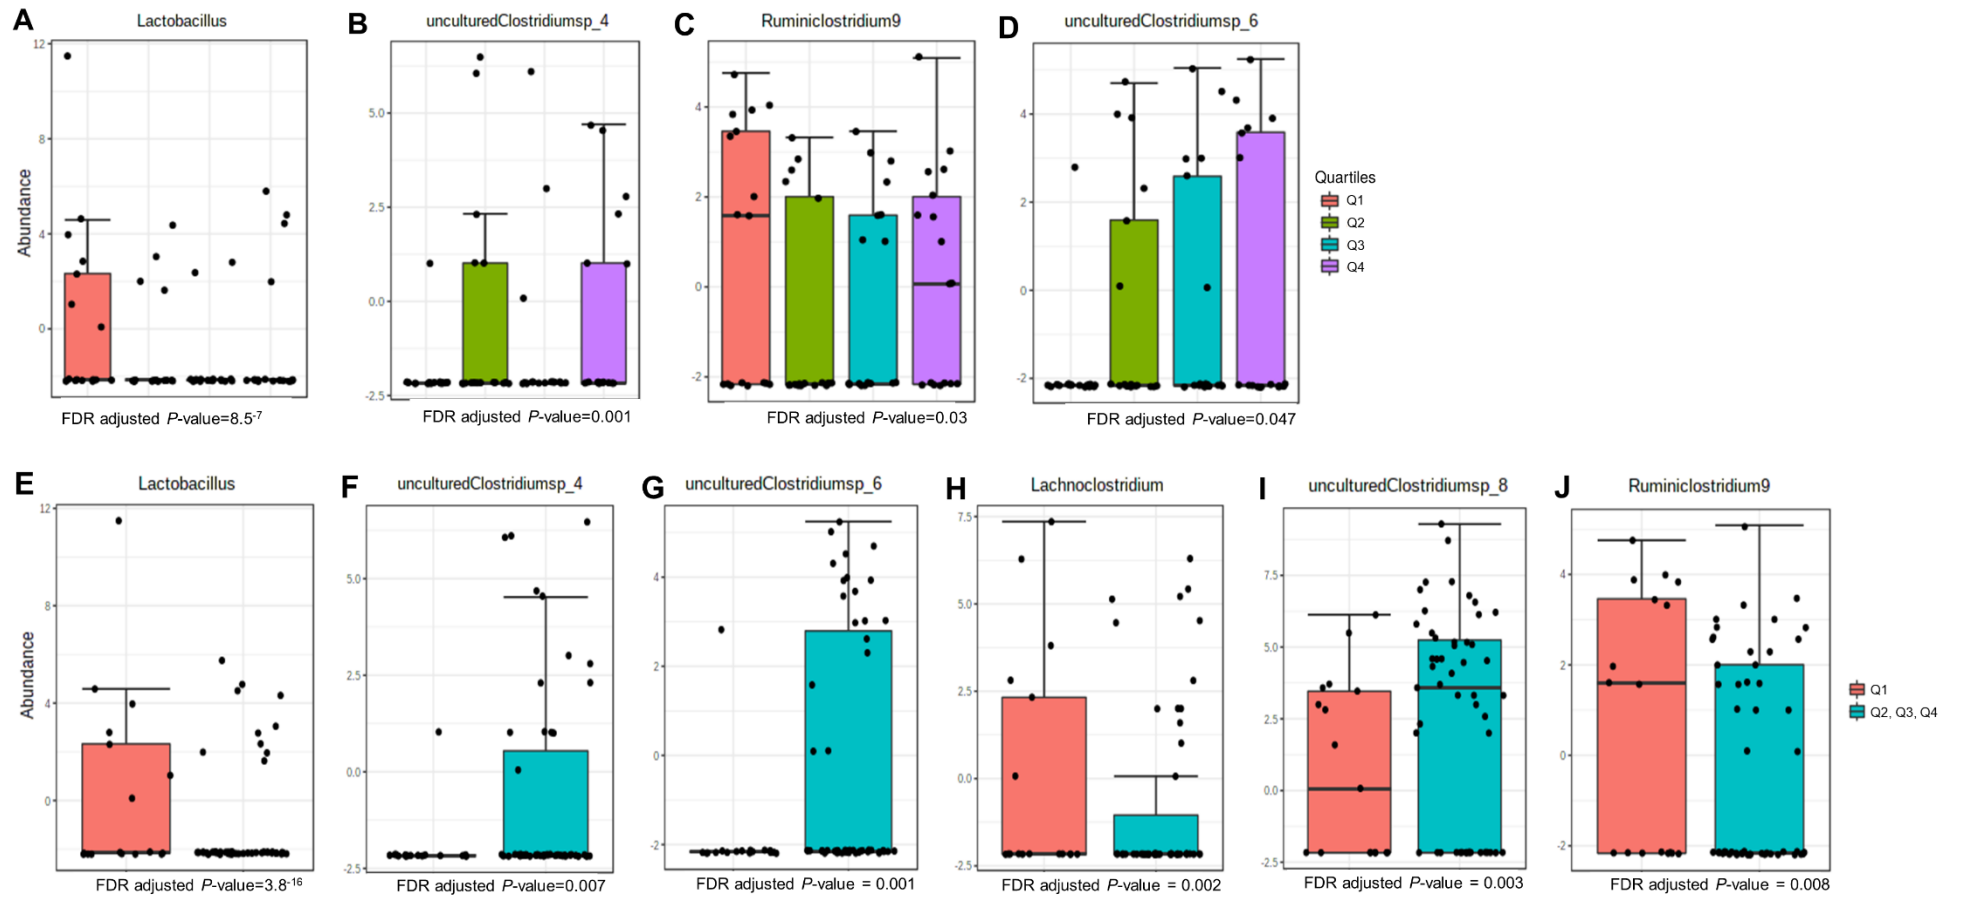 A
Lactobacillus
B
unculturedClostridiumsp_4
C
Ruminiclostridium9
D
unculturedClostridiumsp_6
Abundance
12
8
4
0
5.0
2.5
0.0
-2.5
4
2
0
-2
4
2
0
-2
Quartiles
Q1
Q2
Q3
Q4
FDR adjusted P-value=8.5-7
FDR adjusted P-value=0.001
FDR adjusted P-value=0.03
FDR adjusted P-value=0.047
E
Lactobacillus
F
unculturedClostridiumsp_4
G
unculturedClostridiumsp_6
H
Lachnoclostridium
I
unculturedClostridiumsp_8
J
Ruminiclostridium9
Abundance
12
8
4
0
5.0
2.5
0.0
-2.5
4
2
0
-2
7.5
5.0
2.5
0.0
-2.5
7.5
5.0
2.5
0.0
-2.5
4
2
0
-2
Q1
Q2, Q3, Q4
FDR adjusted P-value=3.8-16
FDR adjusted P-value=0.007
FDR adjusted P-value = 0.001
FDR adjusted P-value = 0.002
FDR adjusted P-value = 0.003
FDR adjusted P-value = 0.008